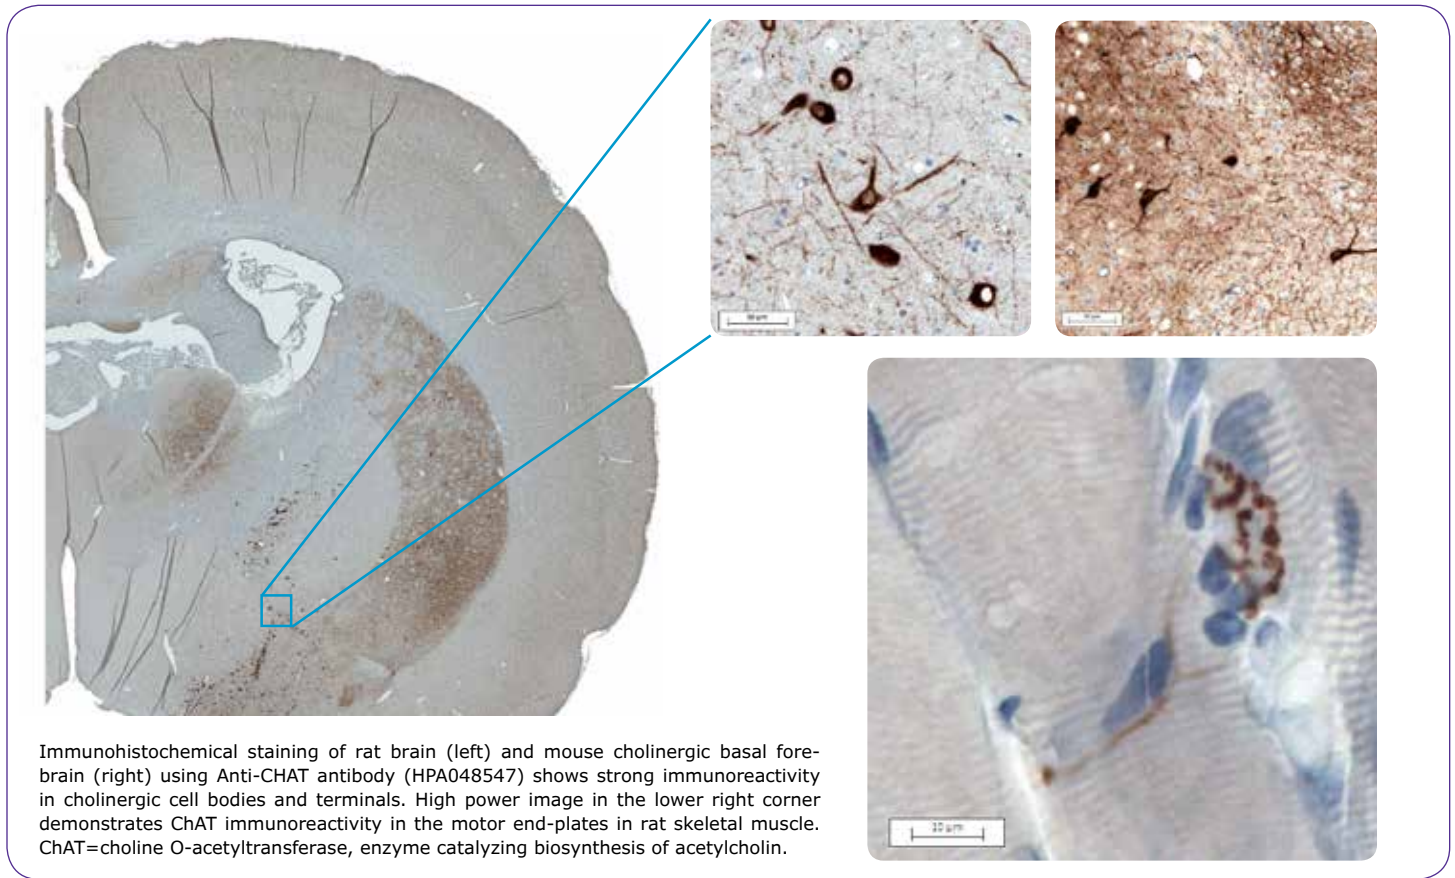 Immunohistochemical staining of rat brain (left) and mouse cholinergic basal fore-
brain (right) using Anti-CHAT antibody (HPA048547) shows strong immunoreactivity
in cholinergic cell bodies and terminals. High power image in the lower right corner
demonstrates ChAT immunoreactivity in the motor end-plates in rat skeletal muscle.
ChAT=choline O-acetyltransferase, enzyme catalyzing biosynthesis of acetylcholin.
10 µm